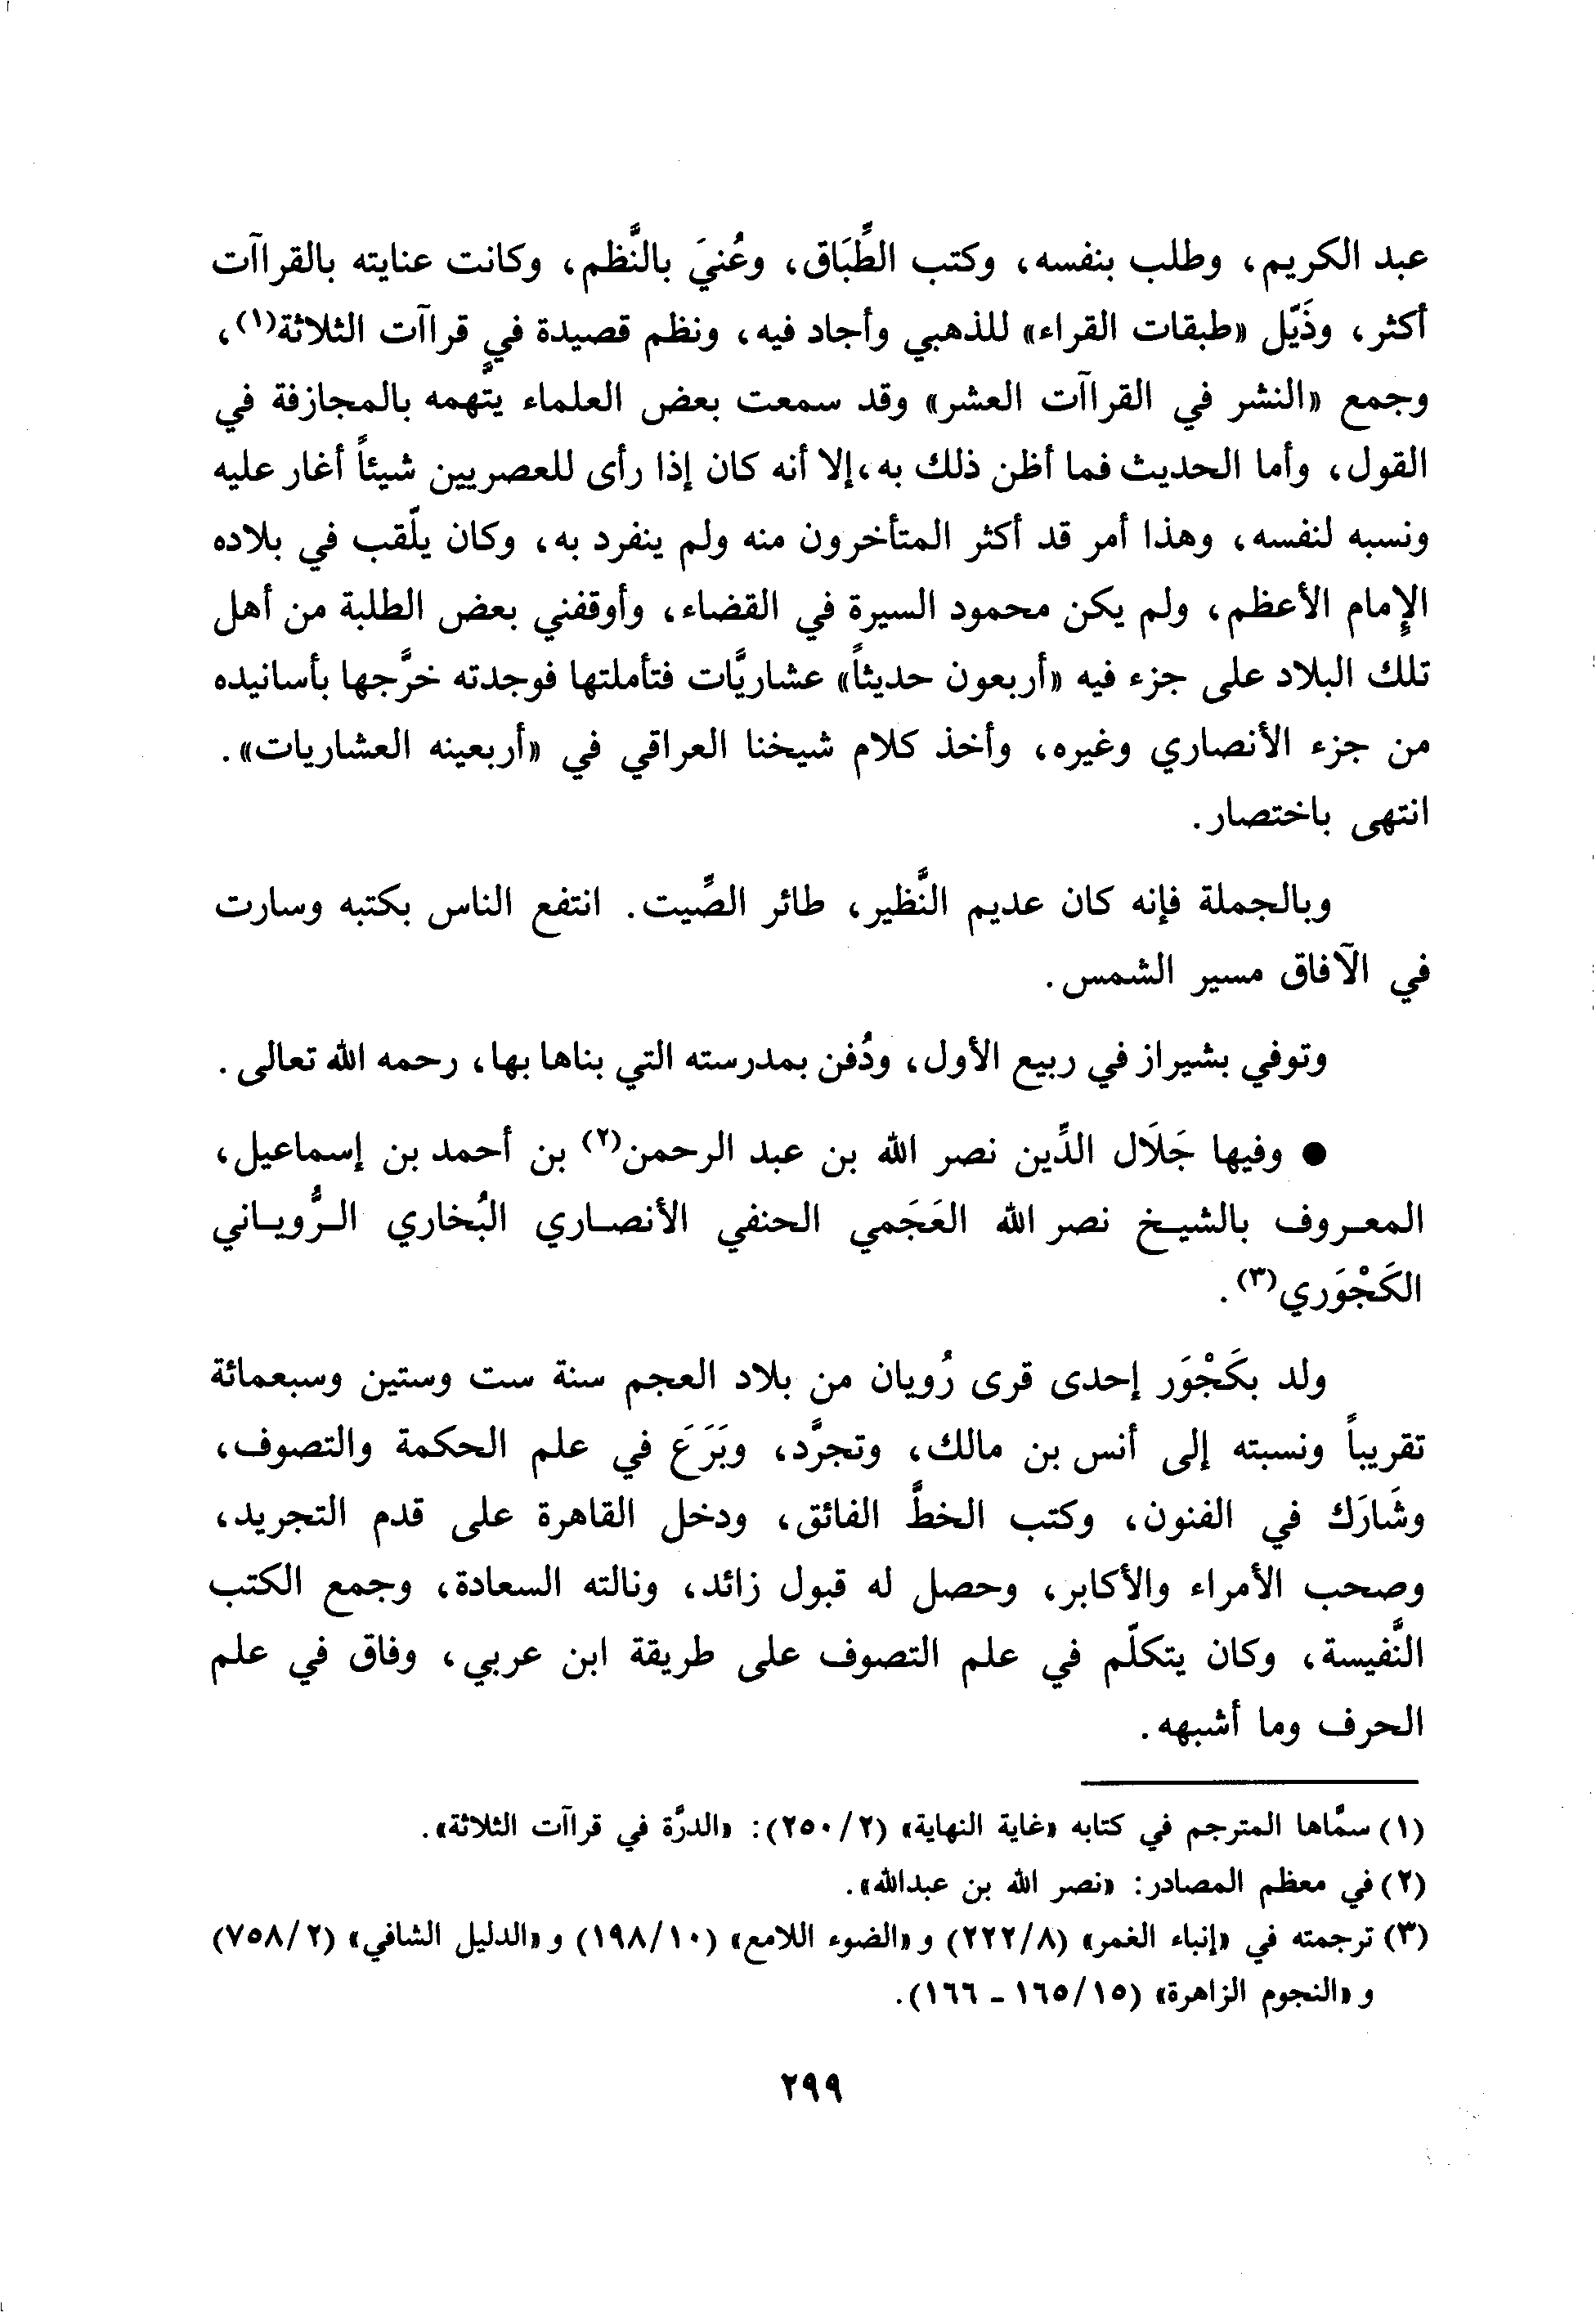 عبد الكريم، وطلب بنفسه، وكتب الطِّبَاق، وعُنيَ بالنَّظم، وكانت عنايته بالقراآت
أكثر، وذَيّل «طبقات القراء» للذهبي وأجاد فيه، ونظم قصيدة في قراآت الثلاثة(١)،
وجمع «النشر في القراآت العشر» وقد سمعت بعض العلماء يتَّهمه بالمجازفة في
القول، وأما الحديث فما أظن ذلك به،إلا أنه كان إذا رأى للعصريين شيئاً أغار عليه
ونسبه لنفسه، وهذا أمر قد أكثر المتأخرون منه ولم ينفرد به، وكان يلّقب في بلاده
الإمام الأعظم، ولم يكن محمود السيرة في القضاء، وأوقفني بعض الطلبة من أهل
تلك البلاد على جزء فيه «أربعون حديثاً» عشاريَّات فتأملتها فوجدته خرَّجها بأسانيده
من جزء الأنصاري وغيره، وأخذ كلام شيخنا العراقي في «أربعينه العشاريات».
انتهى باختصار.
وبالجملة فإنه كان عديم النَّظير، طائر الصِّيت. انتفع الناس بكتبه وسارت
في الآفاق مسير الشمس.
وتوفي بشيراز في ربيع الأول، ودُفن بمدرسته التي بناها بها، رحمه الله تعالى.
● وفيها جَلَال الدِّين نصر الله بن عبد الرحمن(٢) بن أحمد بن إسماعيل،
المعروف بالشيخ نصر الله العَجَمي الحنفي الأنصاري البُخاري الرُّوياني
الكَجْوَري(٣).
ولد بكَجْوَر إحدى قرى رُويان من بلاد العجم سنة ست وستين وسبعمائة
تقريباً ونسبته إلى أنس بن مالك، وتجرَّد، وبَرَعَ في علم الحكمة والتصوف،
وشَارَك في الفنون، وكتب الخطَّ الفائق، ودخل القاهرة على قدم التجريد،
وصحب الأمراء والأكابر، وحصل له قبول زائد، ونالته السعادة، وجمع الكتب
النَّفيسة، وكان يتكلّم في علم التصوف على طريقة ابن عربي، وفاق في علم
الحرف وما أشبهه.
(١) سمَّاها المترجم في كتابه «غاية النهاية» (٢/٢٥٠): «الدرَّة في قراآت الثلاثة».
(٢) في معظم المصادر: «نصر الله بن عبدالله».
(٣) ترجمته في «إنباء الغمر» (٨/٢٢٢) و«الضوء اللامع» (١٠/١٩٨) و«الدليل الشافي» (٢/٧٥٨)
و«النجوم الزاهرة» (١٥/١٦٥ - ١٦٦).
٢٩٩